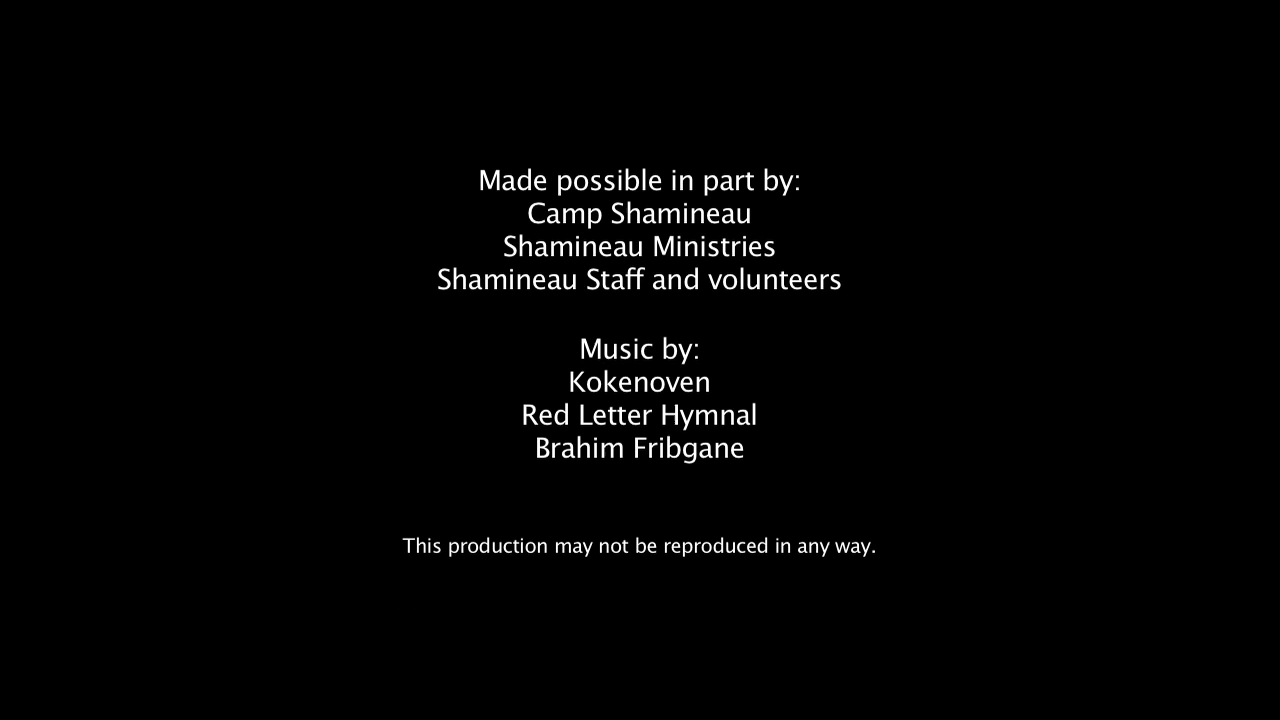 Made possible in part by:
Camp Shamineau
Shamineau Ministries
Shamineau Staff and volunteers
Music by:
Kokenoven
Red Letter Hymnal
Brahim Fribgane
This production may not be reproduced in any way.